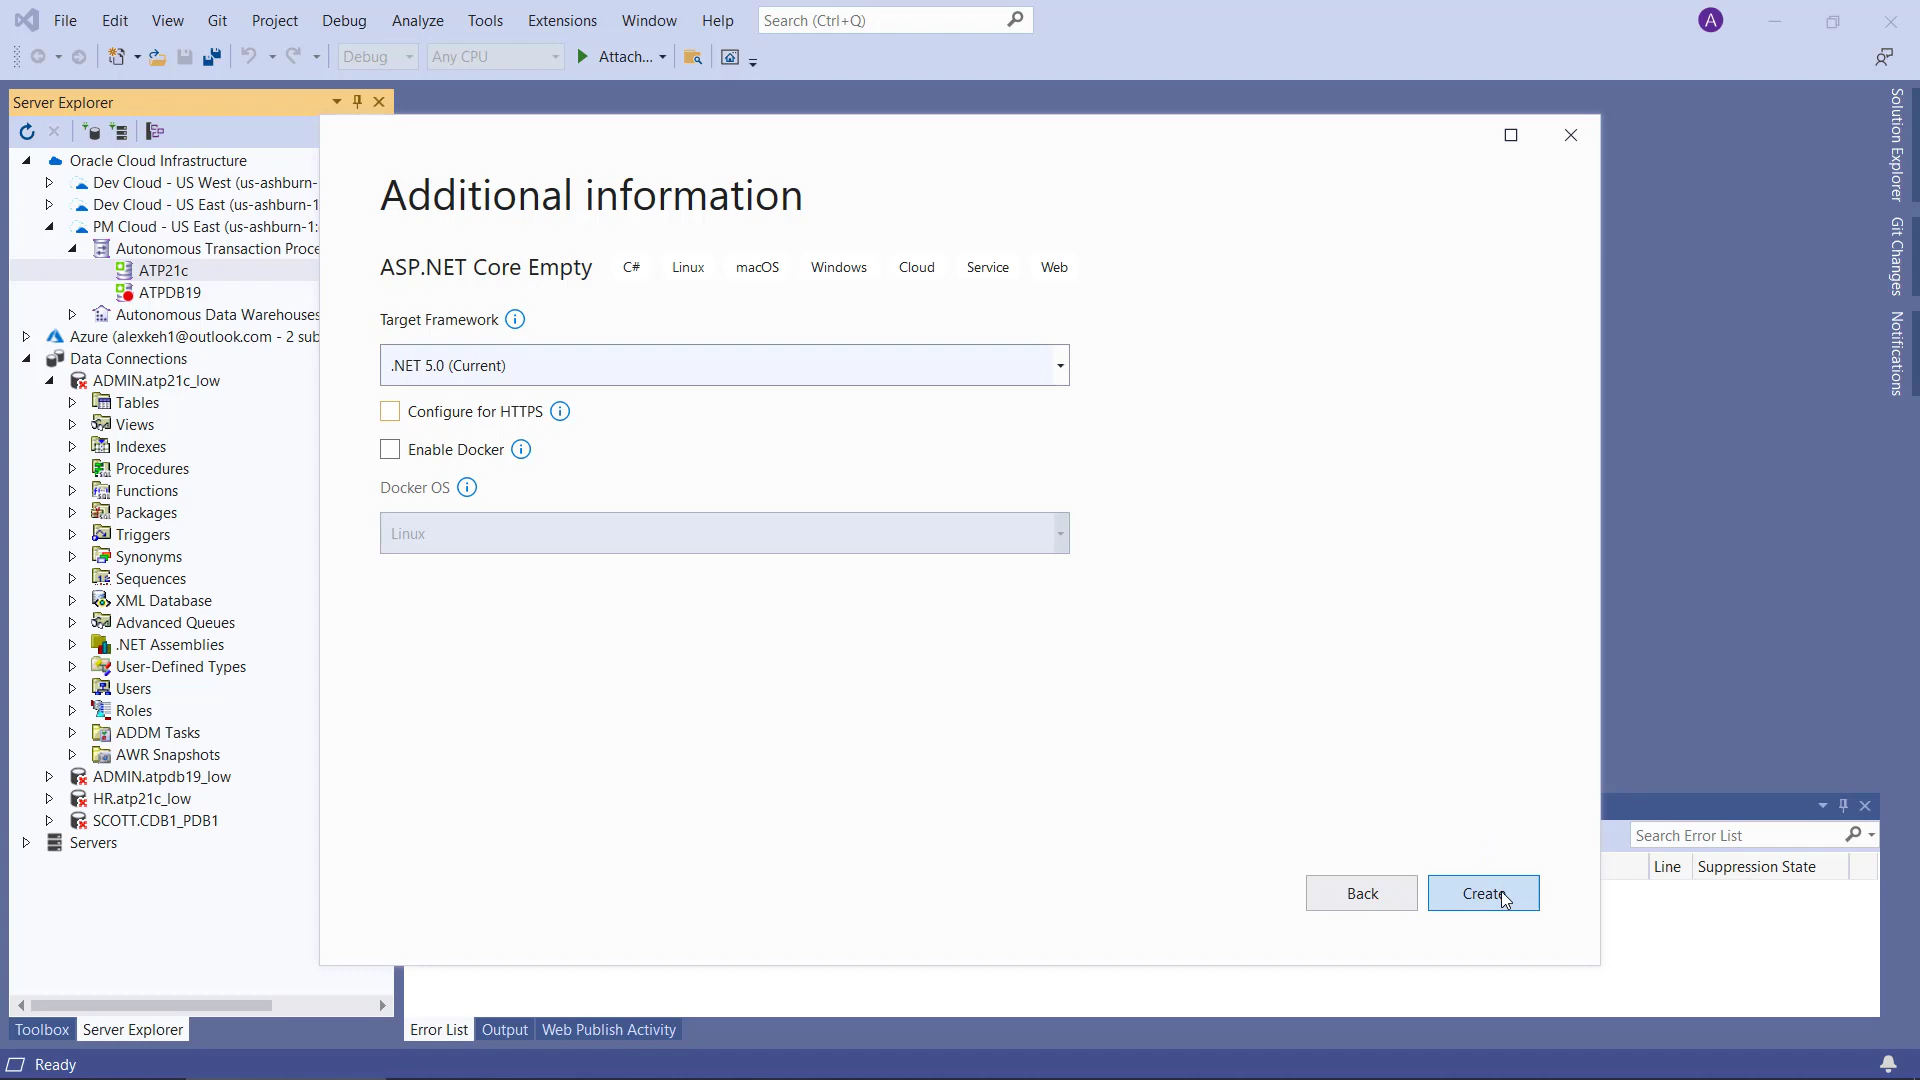 File Edit View Git Project Debug Analyze Tools Extensions Window Help Search (Ctrl+Q) A
Debug Any CPU Attach...
Server Explorer
Oracle Cloud Infrastructure
Dev Cloud - US West (us-ashburn-
Dev Cloud - US East (us-ashburn-1
PM Cloud - US East (us-ashburn-1:
Autonomous Transaction Proce
ATP21c
ATPDB19
Autonomous Data Warehouses
Azure (alexkeh1@outlook.com - 2 sub
Data Connections
ADMIN.atp21c_low
Tables
Views
Indexes
Procedures
Functions
Packages
Triggers
Synonyms
Sequences
XML Database
Advanced Queues
.NET Assemblies
User-Defined Types
Users
Roles
ADDM Tasks
AWR Snapshots
ADMIN.atpdb19_low
HR.atp21c_low
SCOTT.CDB1_PDB1
Servers
Toolbox Server Explorer
Additional information
ASP.NET Core Empty C# Linux macOS Windows Cloud Service Web
Target Framework
.NET 5.0 (Current)
Configure for HTTPS
Enable Docker
Docker OS
Linux
Back Create
Solution Explorer
Git Changes
Notifications
Search Error List
Line Suppression State
Error List Output Web Publish Activity
Ready